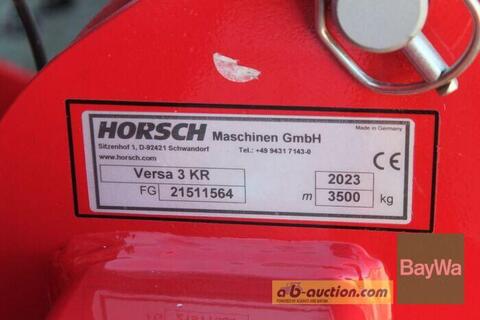 HORSCH Maschinen GmbH
Made in Germany
Sitzenhof 1, D-92421 Schwandorf
Tel.: +49 9431 7143-0
www.horsch.com
CE
Versa 3 KR
2023
FG 21511564
m 3500 kg
BayWa
ab-auction.com